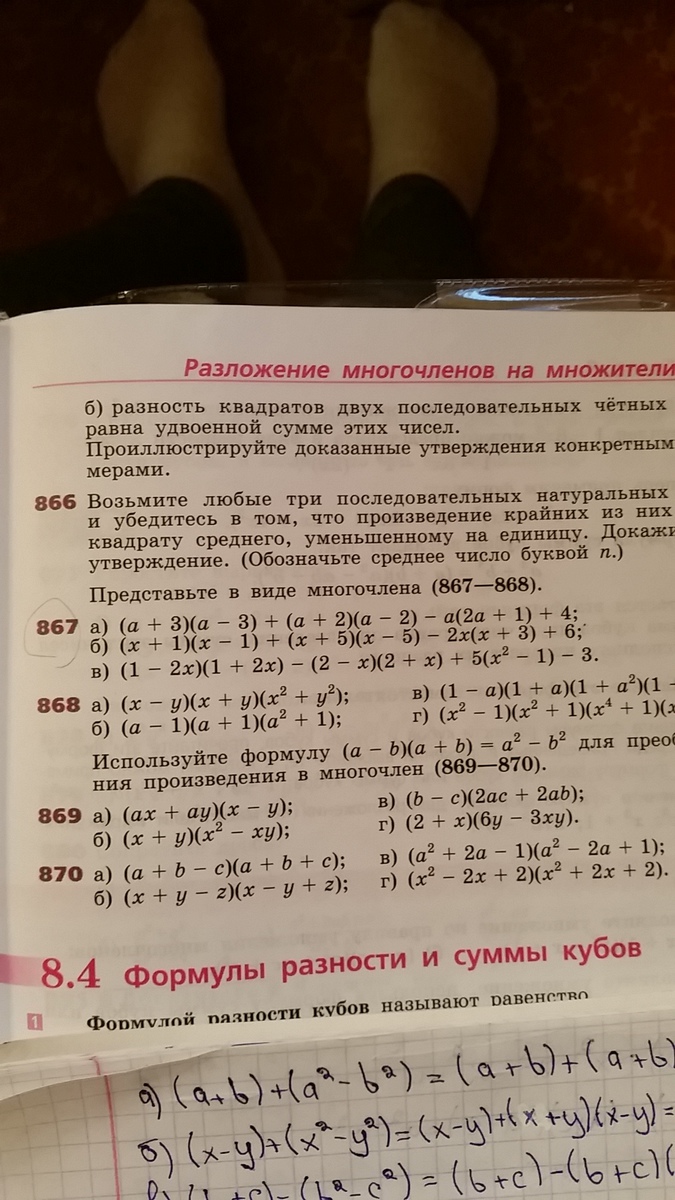 Разложение многочленов на множители
б) разность квадратов двух последовательных чётных
равна удвоенной сумме этих чисел.
Проиллюстрируйте доказанные утверждения конкретным
мерами.
866 Возьмите любые три последовательных натуральных
и убедитесь в том, что произведение крайних из них
квадрату среднего, уменьшенному на единицу. Докажи
утверждение. (Обозначьте среднее число буквой n.)
Представьте в виде многочлена (867—868).
867 а) (a + 3)(a − 3) + (a + 2)(a − 2) − a(2a + 1) + 4;
б) (x + 1)(x − 1) + (x + 5)(x − 5) − 2x(x + 3) + 6;
в) (1 − 2x)(1 + 2x) − (2 − x)(2 + x) + 5(x² − 1) − 3.
868 а) (x − y)(x + y)(x² + y²); в) (1 − a)(1 + a)(1 + a²)(1 −
б) (a − 1)(a + 1)(a² + 1); г) (x² − 1)(x² + 1)(x⁴ + 1)(x
Используйте формулу (a − b)(a + b) = a² − b² для преоб
ния произведения в многочлен (869—870).
869 а) (ax + ay)(x − y); в) (b − c)(2ac + 2ab);
б) (x + y)(x² − xy); г) (2 + x)(6y − 3xy).
870 а) (a + b − c)(a + b + c); в) (a² + 2a − 1)(a² − 2a + 1);
б) (x + y − z)(x − y + z); г) (x² − 2x + 2)(x² + 2x + 2).
8.4 Формулы разности и суммы кубов
1 Формулой разности кубов называют равенство
а) (a+b)+(a²−b²) = (a+b)+(a+b)
б) (x−y)+(x²−y²)=(x−y)+(x+y)(x−y)=
+c)−(b²−c²) = (b+c)−(b+c)(